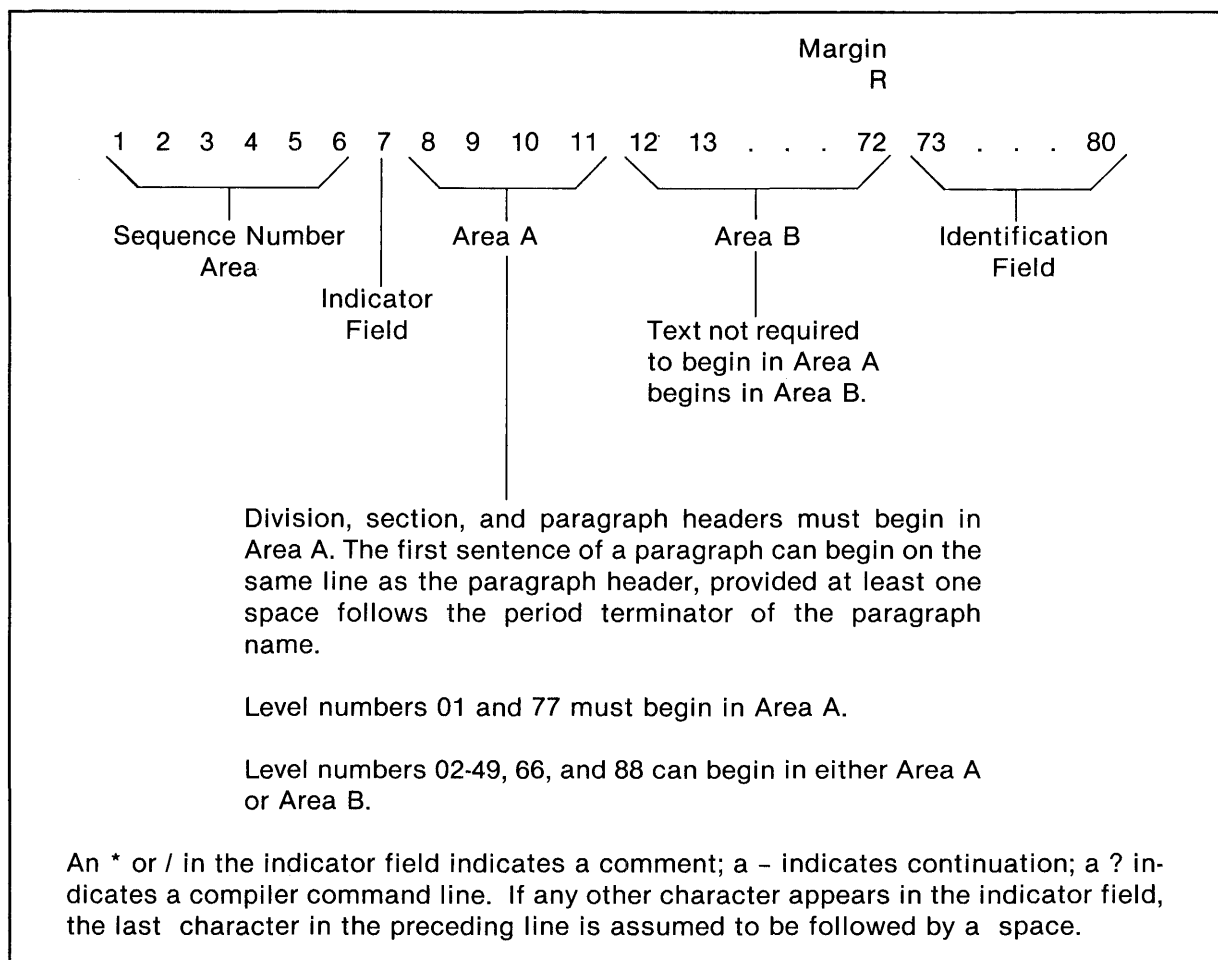 Margin
R
1 2 3 4 5 6 7 8 9 10 11 12 13 . . . 72 73 . . . 80
Sequence Number Area A Area B Identification
Area Field
Indicator
Field
Text not required
to begin in Area A
begins in Area B.
Division, section, and paragraph headers must begin in
Area A. The first sentence of a paragraph can begin on the
same line as the paragraph header, provided at least one
space follows the period terminator of the paragraph
name.
Level numbers 01 and 77 must begin in Area A.
Level numbers 02-49, 66, and 88 can begin in either Area A
or Area B.
An * or / in the indicator field indicates a comment; a – indicates continuation; a ? in-
dicates a compiler command line. If any other character appears in the indicator field,
the last character in the preceding line is assumed to be followed by a space.